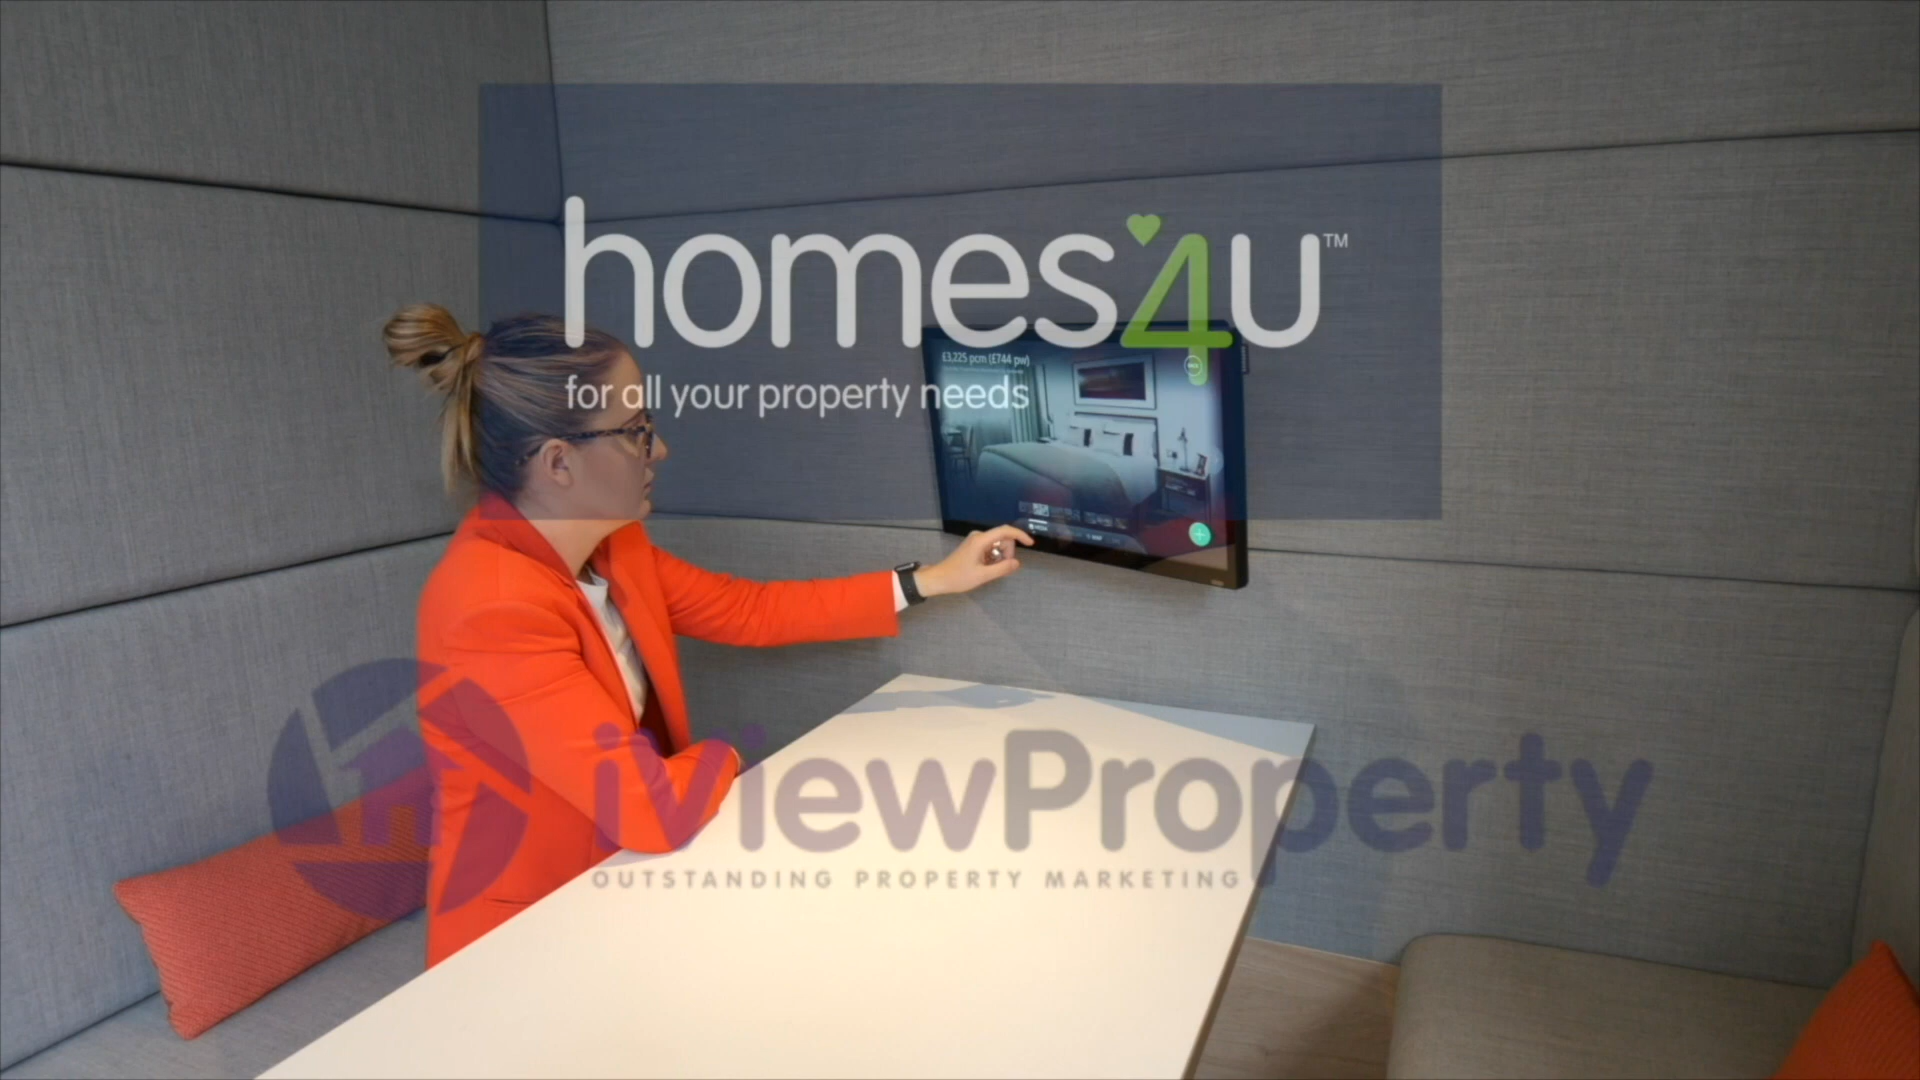 homes4u™
£3,225 pcm (£744 pw)
for all your property needs
iViewProperty
OUTSTANDING PROPERTY MARKETING